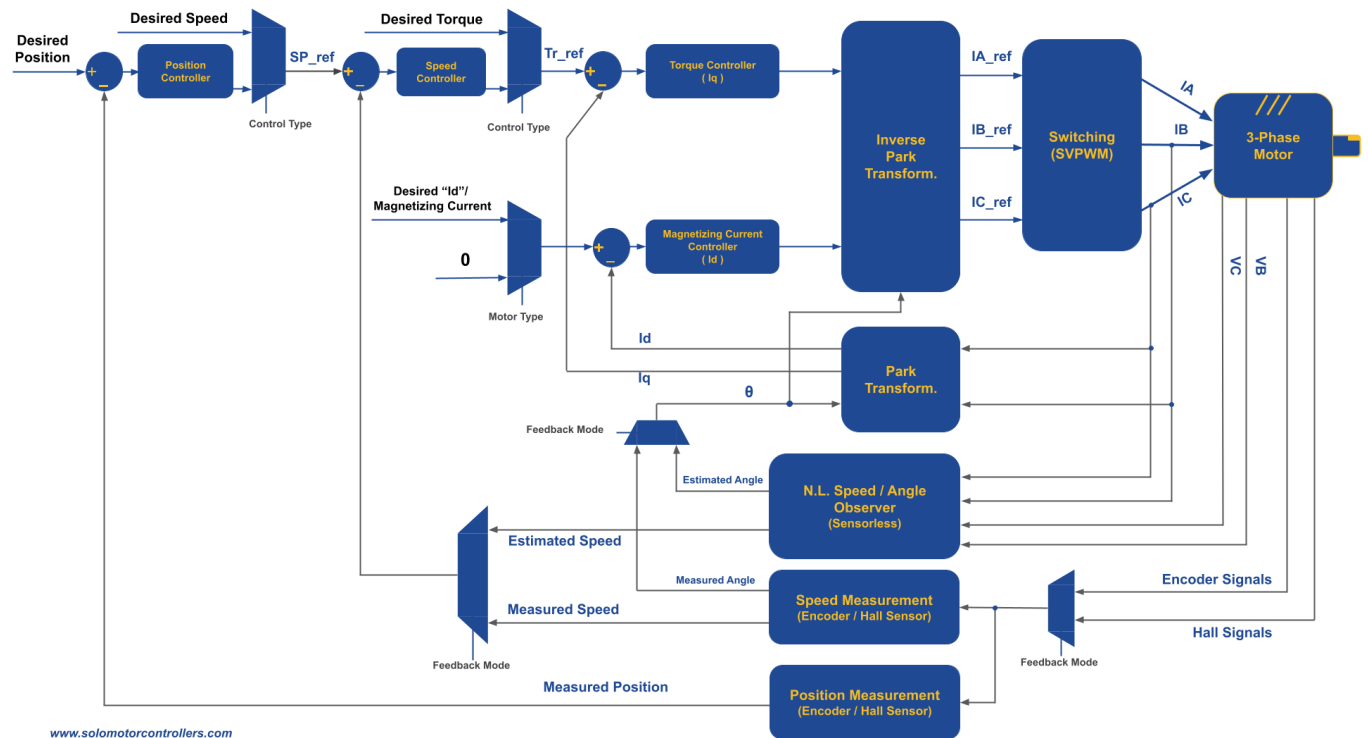 Desired Speed
Desired Torque
Desired
Position
+
−
Position
Controller
SP_ref
+
−
Speed
Controller
Tr_ref
+
−
Torque Controller
( Iq )
Control Type
Control Type
Inverse
Park
Transform.
IA_ref
IB_ref
IC_ref
Switching
(SVPWM)
IA
IB
IC
3-Phase
Motor
Desired “Id”/
Magnetizing Current
0
Motor Type
+
−
Magnetizing Current
Controller
( Id )
VC
VB
Id
Iq
θ
Park
Transform.
Feedback Mode
Estimated Angle
N.L. Speed / Angle
Observer
(Sensorless)
Estimated Speed
Measured Angle
Measured Speed
Speed Measurement
(Encoder / Hall Sensor)
Encoder Signals
Hall Signals
Feedback Mode
Feedback Mode
Measured Position
Position Measurement
(Encoder / Hall Sensor)
www.solomotorcontrollers.com